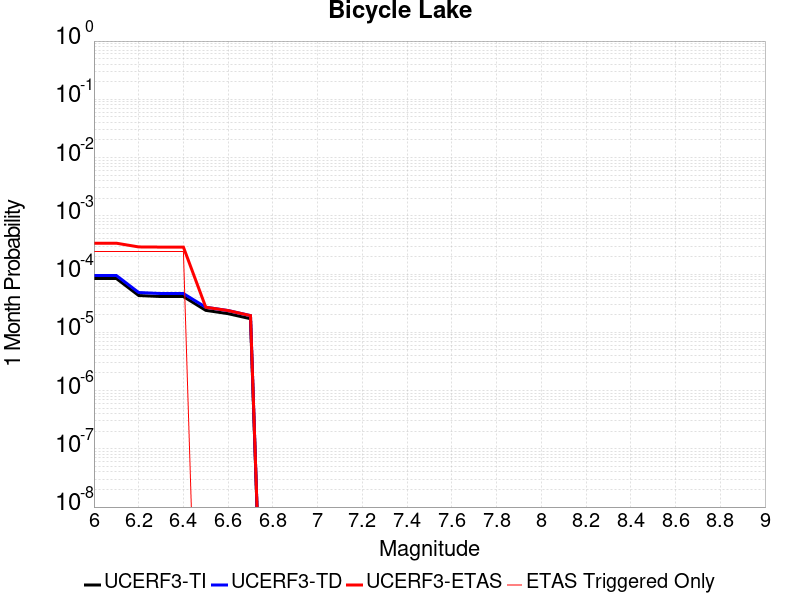 Bicycle Lake
10^0
10^-1
10^-2
10^-3
10^-4
10^-5
10^-6
10^-7
10^-8
1 Month Probability
6 6.2 6.4 6.6 6.8 7 7.2 7.4 7.6 7.8 8 8.2 8.4 8.6 8.8 9
Magnitude
UCERF3-TI UCERF3-TD UCERF3-ETAS ETAS Triggered Only